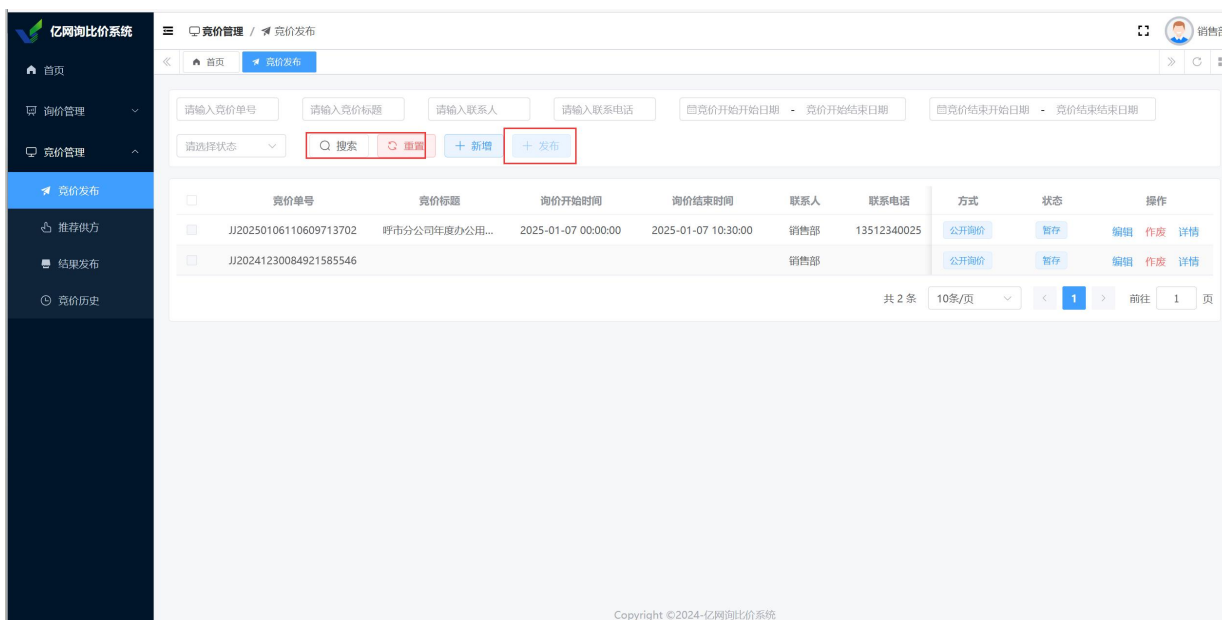 亿网询比价系统
竞价管理 / 竞价发布
销售部
首页
竞价发布
首页
询价管理
竞价管理
竞价发布
推荐供方
结果发布
竞价历史
请输入竞价单号 请输入竞价标题 请输入联系人 请输入联系电话 竞价开始开始日期 - 竞价开始结束日期 竞价结束开始日期 - 竞价结束结束日期
请选择状态 搜索 重置 + 新增 + 发布
竞价单号 竞价标题 询价开始时间 询价结束时间 联系人 联系电话 方式 状态 操作
JJ20250106110609713702 呼市分公司年度办公用... 2025-01-07 00:00:00 2025-01-07 10:30:00 销售部 13512340025 公开询价 暂存 编辑 作废 详情
JJ20241230084921585546 销售部 公开询价 暂存 编辑 作废 详情
共 2 条 10条/页 1 前往 1 页
Copyright ©2024-亿网询比价系统